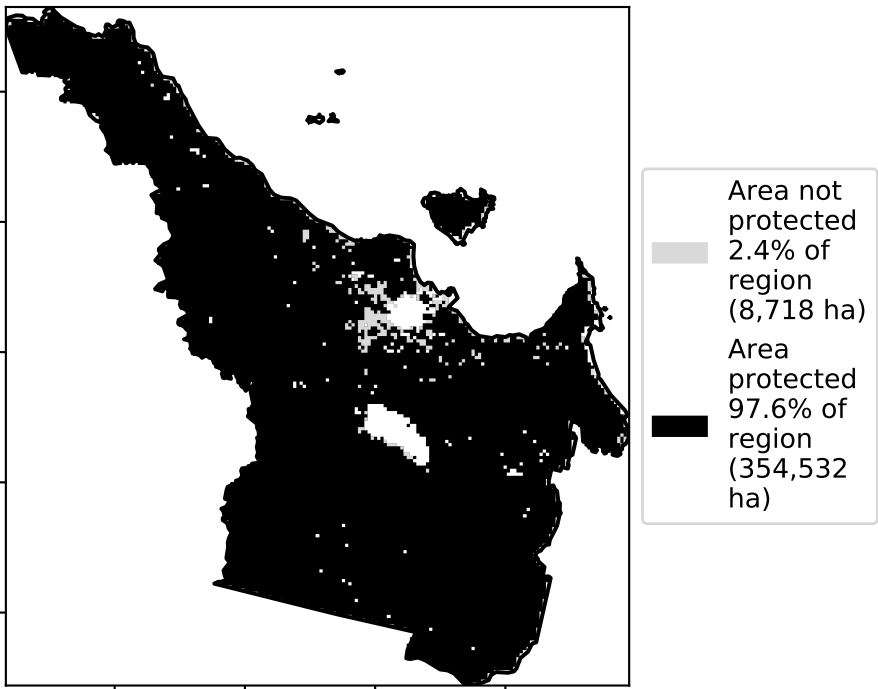 Area not
protected
2.4% of
region
(8,718 ha)
Area
protected
97.6% of
region
(354,532
ha)